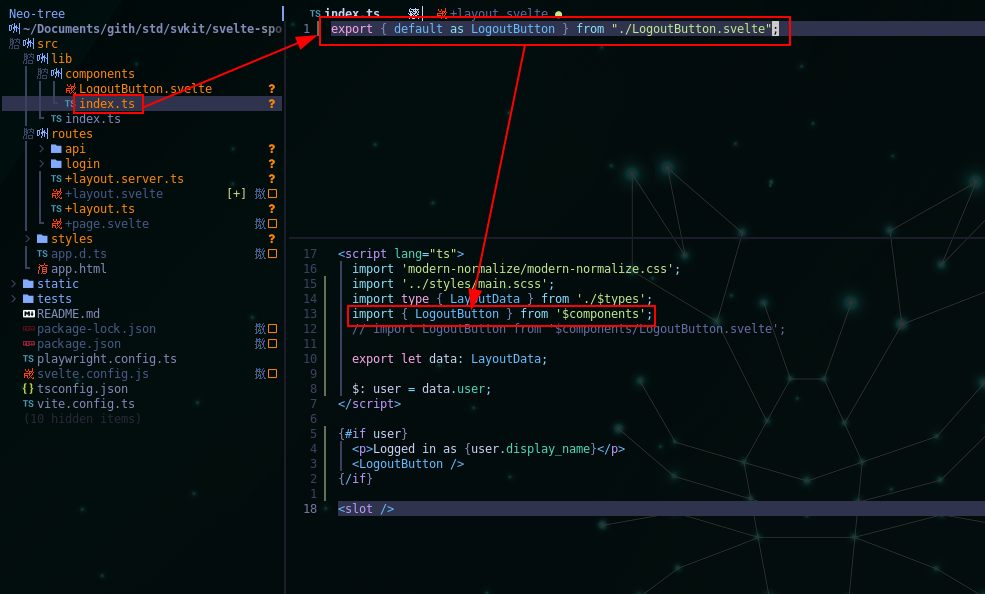 Neo-tree
~/Documents/gith/std/svkit/svelte-spo
src
lib
components
LogoutButton.svelte ?
TS index.ts ?
TS index.ts
routes
api ?
login ?
TS +layout.server.ts ?
+layout.svelte [+]
TS +layout.ts ?
+page.svelte
styles ?
TS app.d.ts
app.html
static
tests
README.md
package-lock.json
package.json
playwright.config.ts
svelte.config.js
{} tsconfig.json
TS vite.config.ts
(10 hidden items)
TS index.ts +layout.svelte ●
1 export { default as LogoutButton } from "./LogoutButton.svelte";
17 <script lang="ts">
16 import 'modern-normalize/modern-normalize.css';
15 import '../styles/main.scss';
14 import type { LayoutData } from './$types';
13 import { LogoutButton } from '$components';
12 // import LogoutButton from '$components/LogoutButton.svelte';
11
10 export let data: LayoutData;
9
8 $: user = data.user;
7 </script>
6
5 {#if user}
4 <p>Logged in as {user.display_name}</p>
3 <LogoutButton />
2 {/if}
1
18 <slot />